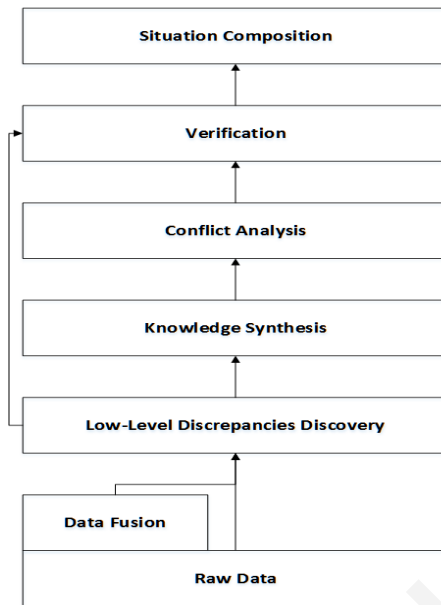 Situation Composition
Verification
Conflict Analysis
Knowledge Synthesis
Low-Level Discrepancies Discovery
Data Fusion
Raw Data